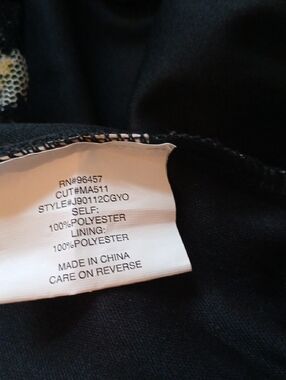 RN#96457
CUT#MA511
STYLE#J90112CGYO
SELF:
100%POLYESTER
LINING:
100%POLYESTER
MADE IN CHINA
CARE ON REVERSE